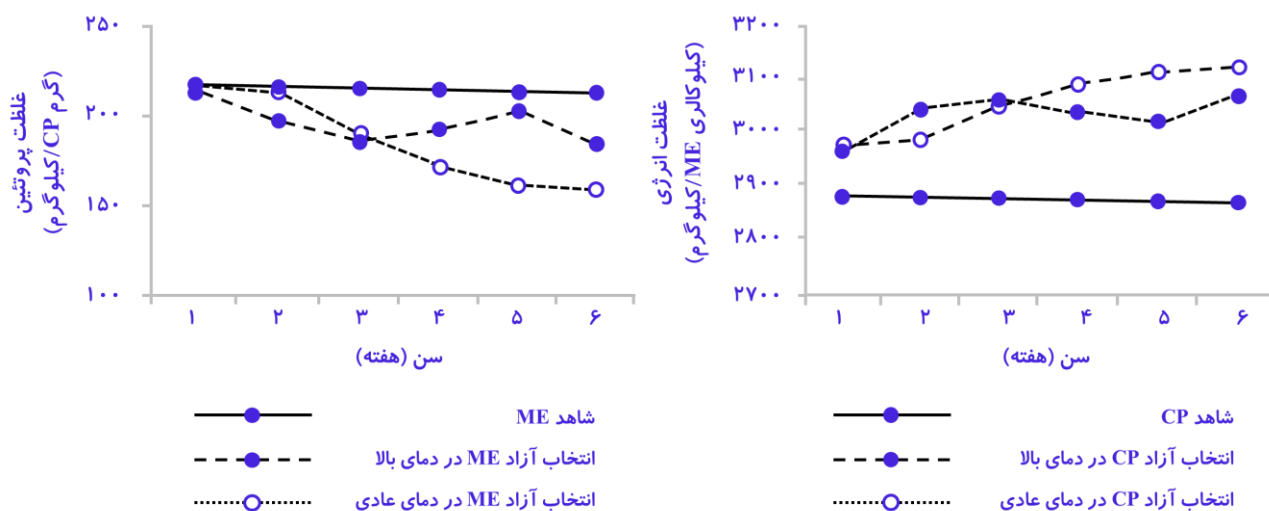 غلظت پروتئین
(گرم CP/کیلوگرم)
۲۵۰
۲۰۰
۱۵۰
۱۰۰
۱ ۲ ۳ ۴ ۵ ۶
سن (هفته)
شاهد ME
انتخاب آزاد ME در دمای بالا
انتخاب آزاد ME در دمای عادی
غلظت انرژی
(کیلوکالری ME/کیلوگرم)
۳۲۰۰
۳۱۰۰
۳۰۰۰
۲۹۰۰
۲۸۰۰
۲۷۰۰
۱ ۲ ۳ ۴ ۵ ۶
سن (هفته)
شاهد CP
انتخاب آزاد CP در دمای بالا
انتخاب آزاد CP در دمای عادی